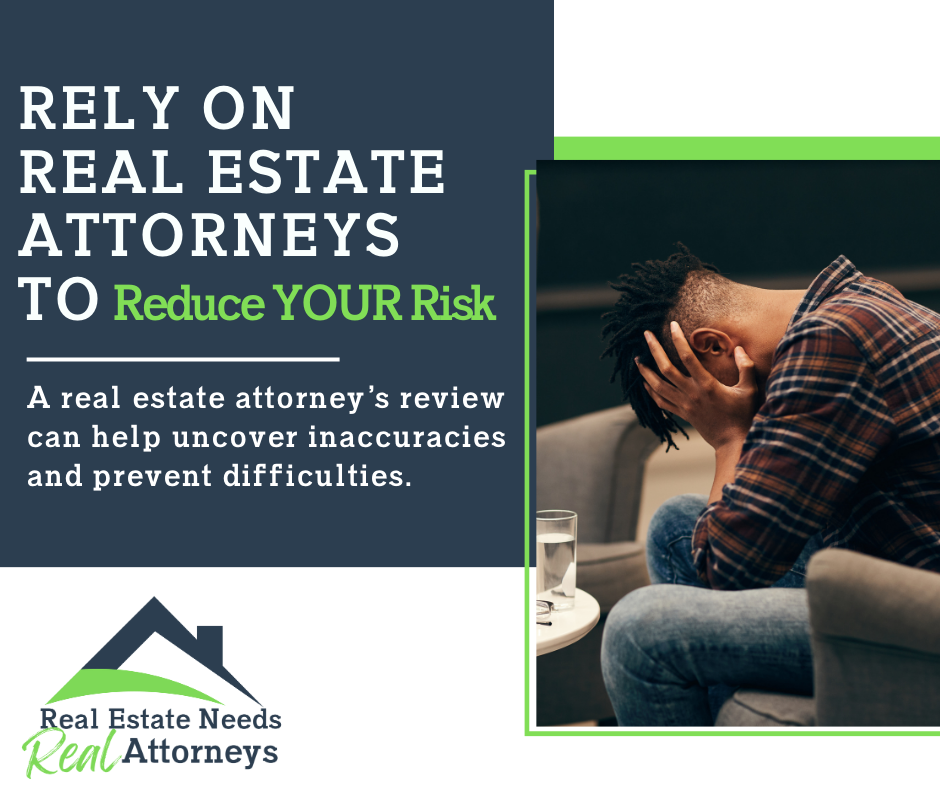 RELY ON
REAL ESTATE
ATTORNEYS
TO Reduce YOUR Risk
A real estate attorney’s review
can help uncover inaccuracies
and prevent difficulties.
Real Estate Needs
Real Attorneys